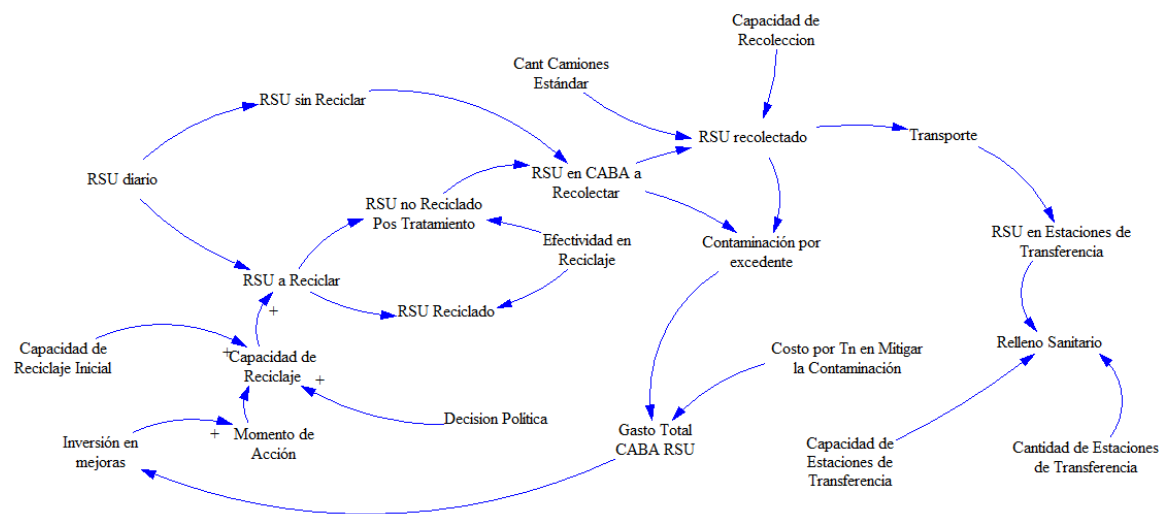 Capacidad de
Recoleccion
Cant Camiones
Estándar
RSU sin Reciclar
RSU recolectado
Transporte
RSU diario
RSU en CABA a
Recolectar
RSU no Reciclado
Pos Tratamiento
Efectividad en
Reciclaje
Contaminación por
excedente
RSU en Estaciones de
Transferencia
RSU a Reciclar
+
RSU Reciclado
Capacidad de
Reciclaje Inicial
+
Capacidad de
Reciclaje
+
Costo por Tn en Mitigar
la Contaminación
Relleno Sanitario
Decision Politica
Inversión en
mejoras
+
Momento de
Acción
Gasto Total
CABA RSU
Capacidad de
Estaciones de
Transferencia
Cantidad de Estaciones
de Transferencia